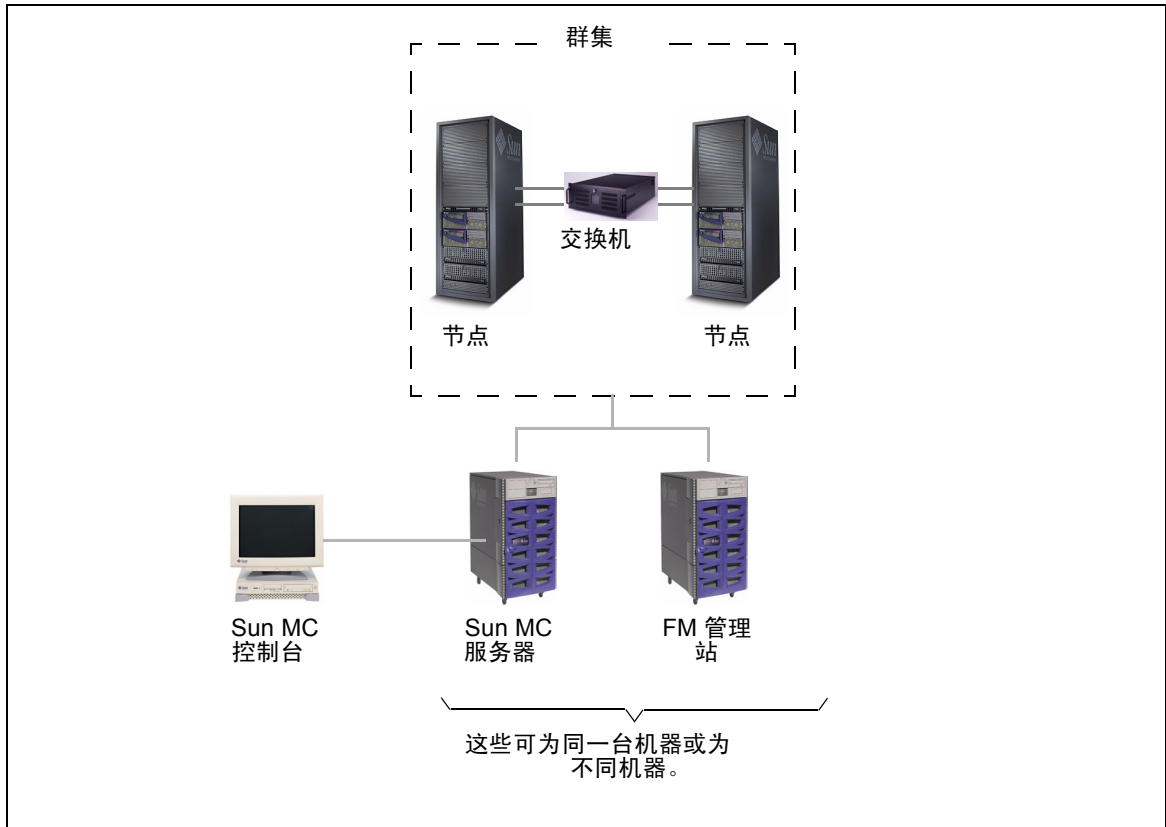 群集
Sun
Sun
交换机
节点
节点
Sun MC
控制台
Sun MC
服务器
FM 管理
站
这些可为同一台机器或为
不同机器。